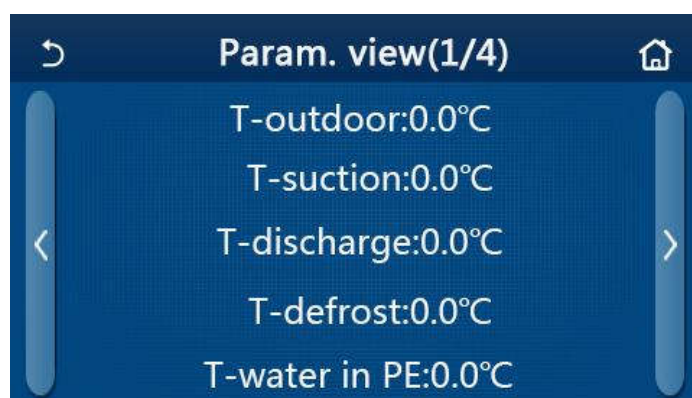 Param. view(1/4)
T-outdoor:0.0℃
T-suction:0.0℃
T-discharge:0.0℃
T-defrost:0.0℃
T-water in PE:0.0℃